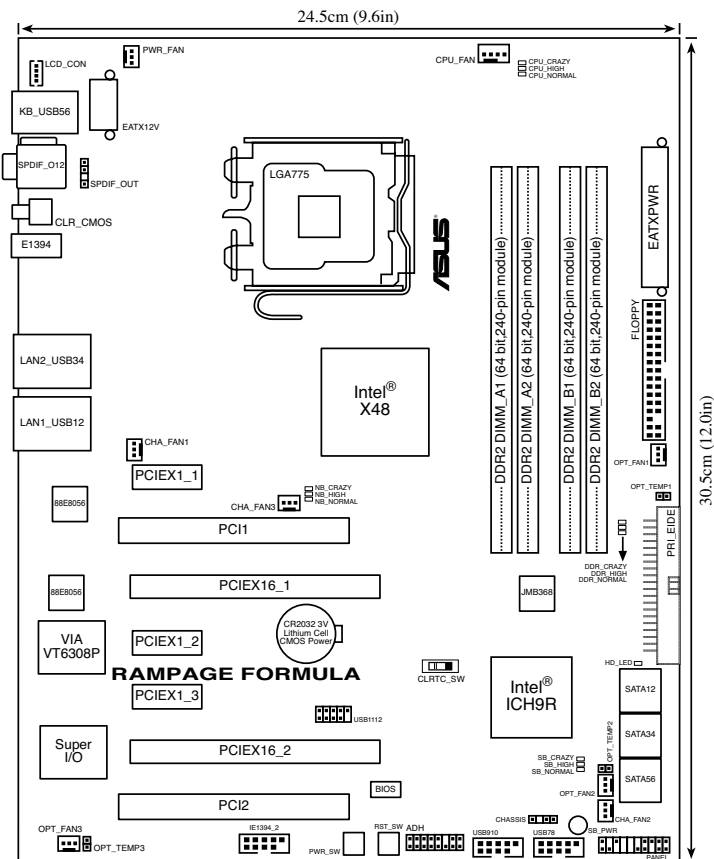 24.5cm (9.6in)
PWR_FAN
LCD_CON
CPU_FAN
CPU_CRAZY
CPU_HIGH
CPU_NORMAL
KB_USB56
EATX12V
SPDIF_O12
SPDIF_OUT
LGA775
CLR_CMOS
E1394
ASUS
EATXPWR
FLOPPY
DDR2 DIMM_A1 (64 bit,240-pin module)
DDR2 DIMM_A2 (64 bit,240-pin module)
DDR2 DIMM_B1 (64 bit,240-pin module)
DDR2 DIMM_B2 (64 bit,240-pin module)
30.5cm (12.0in)
LAN2_USB34
Intel®
X48
LAN1_USB12
CHA_FAN1
PCIEX1_1
OPT_FAN1
NB_CRAZY
NB_HIGH
NB_NORMAL
CHA_FAN3
OPT_TEMP1
88E8056
PCI1
PRI_EIDE
DDR_CRAZY
DDR_HIGH
DDR_NORMAL
88E8056
PCIEX16_1
JMB368
CR2032 3V
Lithium Cell
CMOS Power
VIA
VT6308P
PCIEX1_2
RAMPAGE FORMULA
CLRTC_SW
HD_LED
PCIEX1_3
Intel®
ICH9R
SATA12
USB1112
Super
I/O
PCIEX16_2
OPT_TEMP2
SATA34
SB_CRAZY
SB_HIGH
SB_NORMAL
SATA56
BIOS
OPT_FAN2
PCI2
CHA_FAN2
CHASSIS
OPT_FAN3
OPT_TEMP3
IE1394_2
PWR_SW
RST_SW
ADH
USB910
USB78
SB_PWR
PANEL